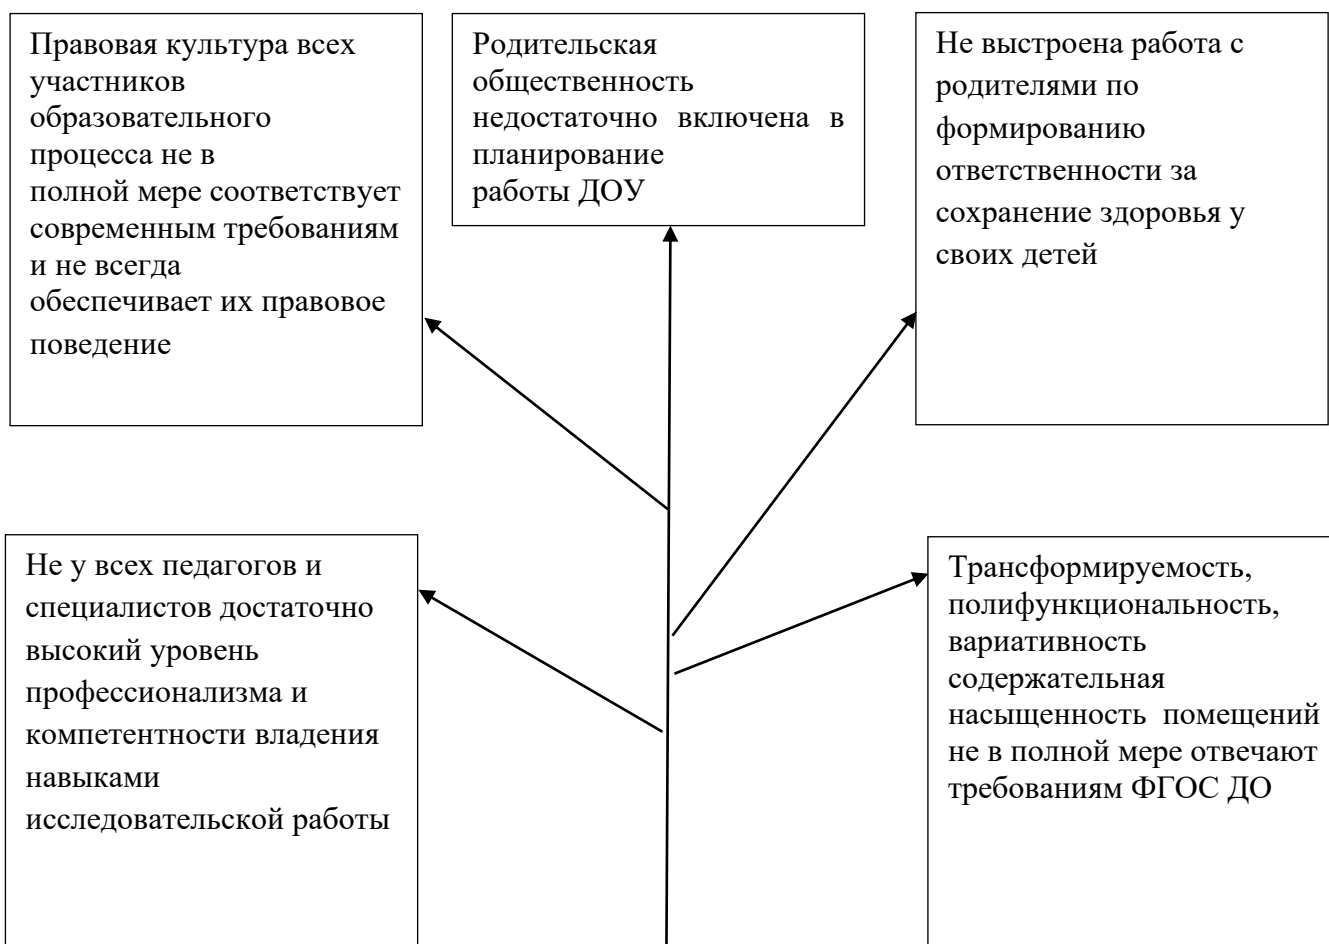 Правовая культура всех
участников
образовательного
процесса не в
полной мере соответствует
современным требованиям
и не всегда
обеспечивает их правовое
поведение
Родительская
общественность
недостаточно включена в
планирование
работы ДОУ
Не выстроена работа с
родителями по
формированию
ответственности за
сохранение здоровья у
своих детей
Не у всех педагогов и
специалистов достаточно
высокий уровень
профессионализма и
компетентности владения
навыками
исследовательской работы
Трансформируемость,
полифункциональность,
вариативность
содержательная
насыщенность помещений
не в полной мере отвечают
требованиям ФГОС ДО